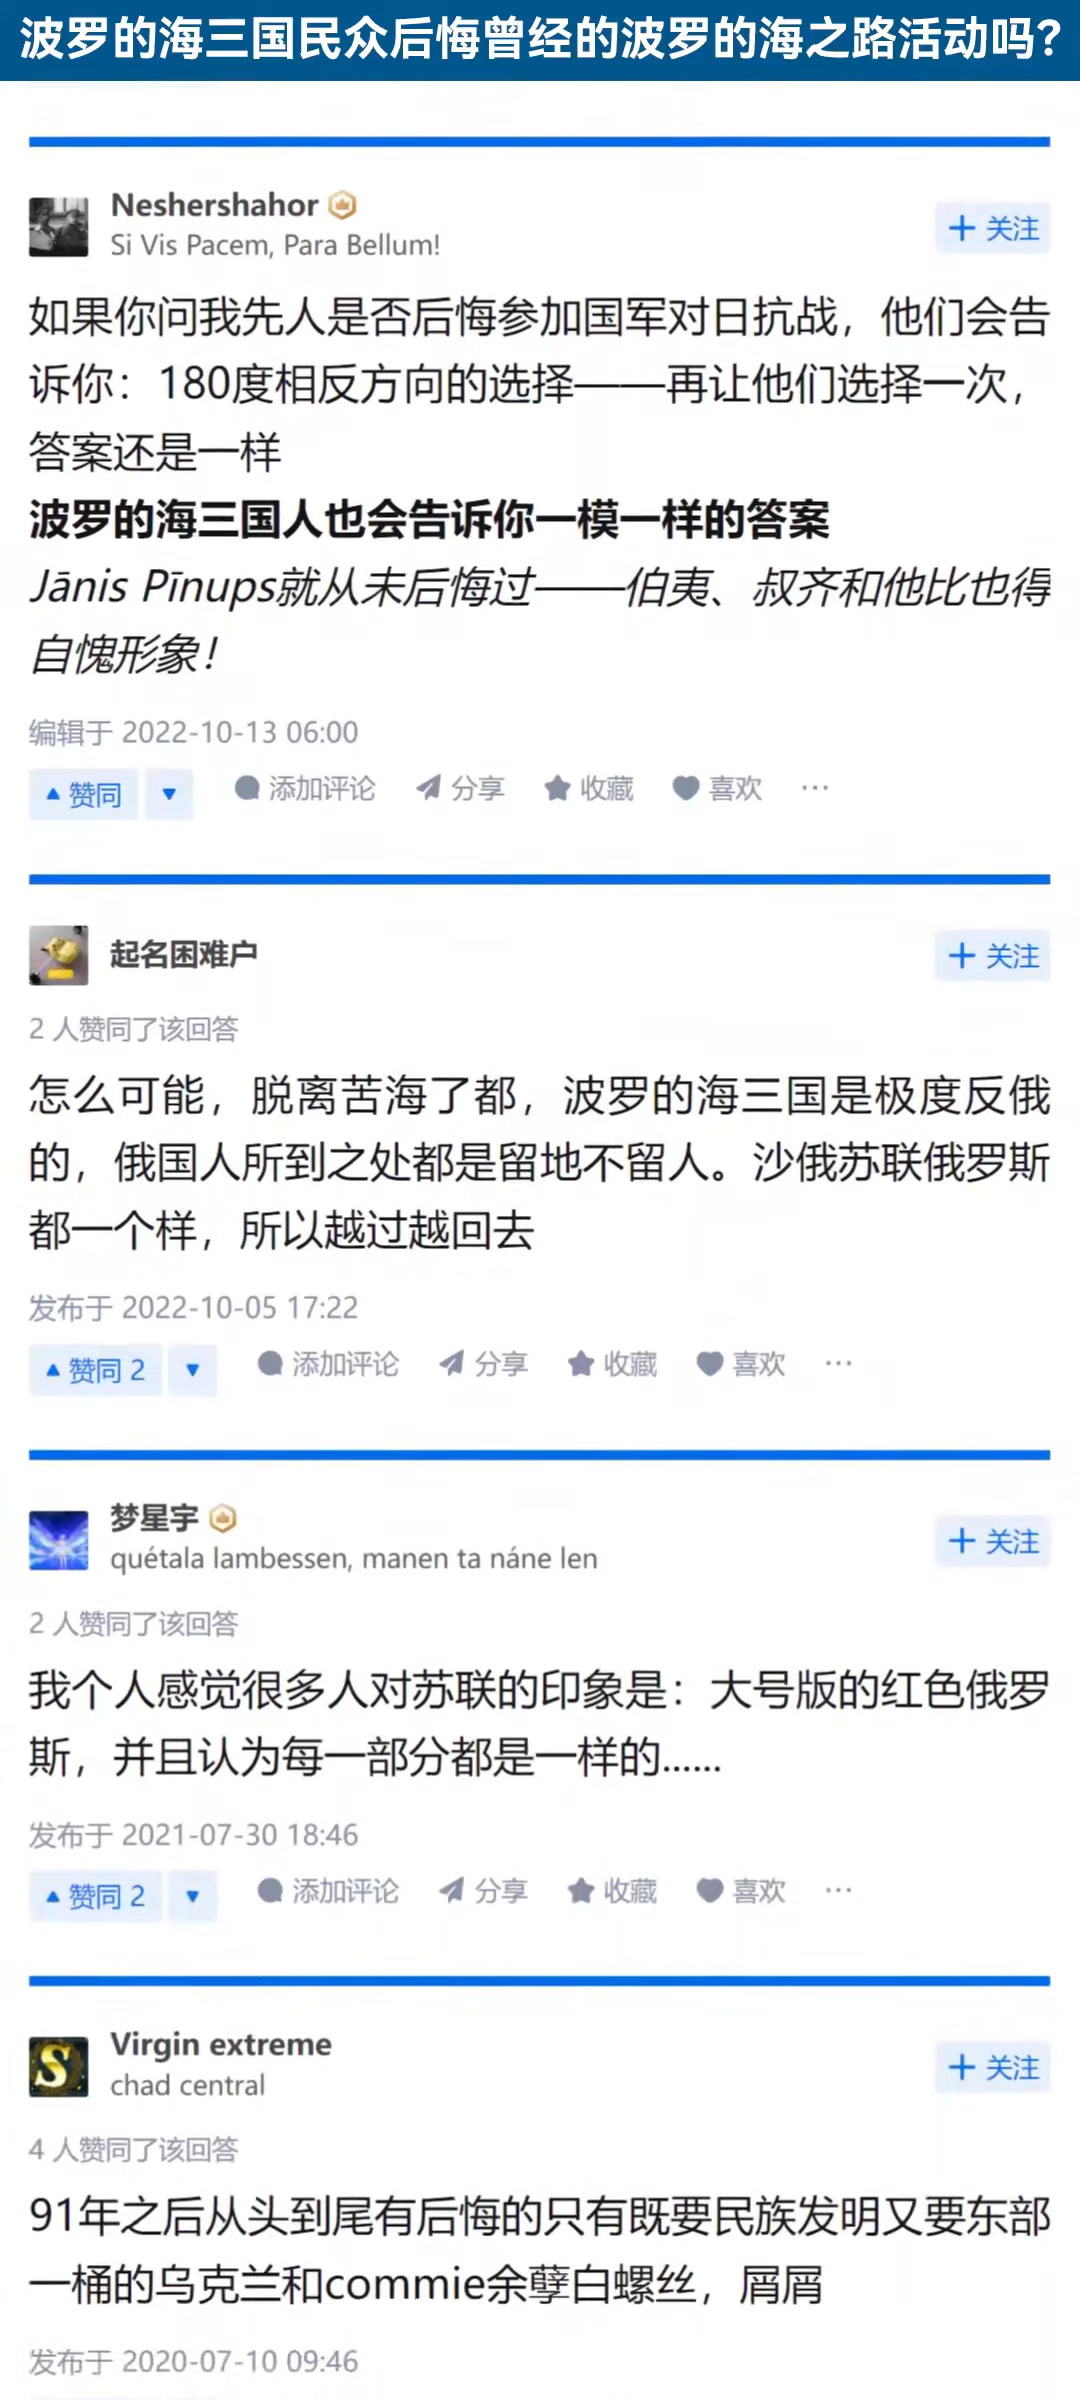 波罗的海三国民众后悔曾经的波罗的海之路活动吗?
Neshershahor
Si Vis Pacem, Para Bellum!
+ 关注
如果你问我先人是否后悔参加国军对日抗战，他们会告
诉你：180度相反方向的选择——再让他们选择一次，
答案还是一样
波罗的海三国人也会告诉你一模一样的答案
Jānis Pīnups就从未后悔过——伯夷、叔齐和他比也得
自愧形象！
编辑于 2022-10-13 06:00
▲ 赞同 ▼ 添加评论 分享 收藏 喜欢 ···
起名困难户
+ 关注
2 人赞同了该回答
怎么可能，脱离苦海了都，波罗的海三国是极度反俄
的，俄国人所到之处都是留地不留人。沙俄苏联俄罗斯
都一个样，所以越过越回去
发布于 2022-10-05 17:22
▲ 赞同 2 ▼ 添加评论 分享 收藏 喜欢 ···
梦星宇
quétala lambessen, manen ta náne len
+ 关注
2 人赞同了该回答
我个人感觉很多人对苏联的印象是：大号版的红色俄罗
斯，并且认为每一部分都是一样的......
发布于 2021-07-30 18:46
▲ 赞同 2 ▼ 添加评论 分享 收藏 喜欢 ···
S
Virgin extreme
chad central
+ 关注
4 人赞同了该回答
91年之后从头到尾有后悔的只有既要民族发明又要东部
一桶的乌克兰和commie余孽白螺丝，屑屑
发布于 2020-07-10 09:46